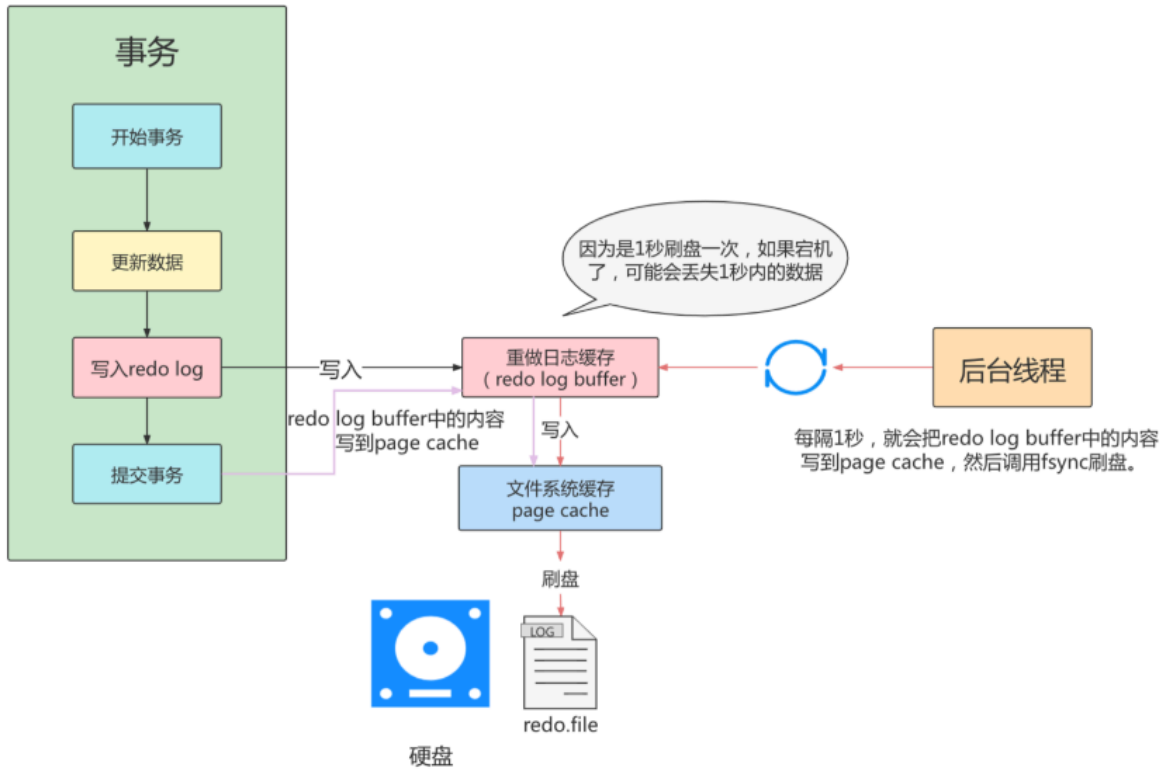 事务
开始事务
更新数据
写入redo log
提交事务
写入
redo log buffer中的内容
写到page cache
因为是1秒刷盘一次，如果宕机
了，可能会丢失1秒内的数据
重做日志缓存
（redo log buffer）
写入
文件系统缓存
page cache
刷盘
LOG
redo.file
硬盘
后台线程
每隔1秒，就会把redo log buffer中的内容
写到page cache，然后调用fsync刷盘。